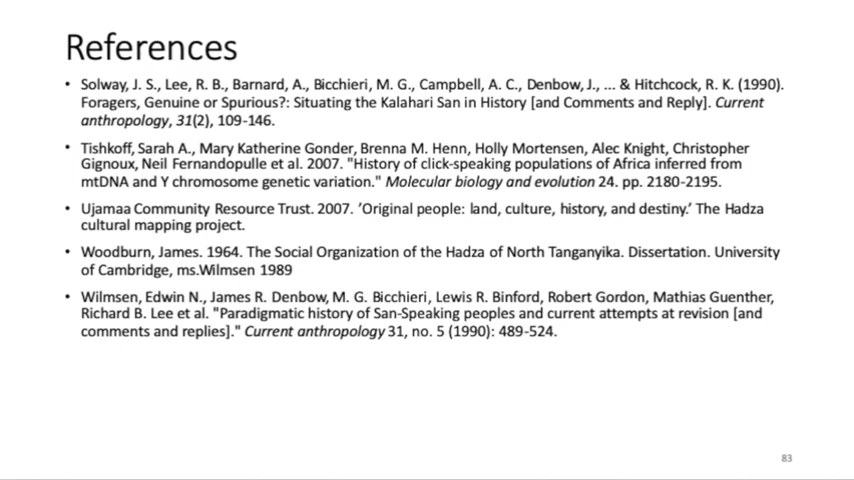 References
• Solway, J. S., Lee, R. B., Barnard, A., Bicchieri, M. G., Campbell, A. C., Denbow, J., ... & Hitchcock, R. K. (1990).
Foragers, Genuine or Spurious?: Situating the Kalahari San in History [and Comments and Reply]. Current
anthropology, 31(2), 109-146.
• Tishkoff, Sarah A., Mary Katherine Gonder, Brenna M. Henn, Holly Mortensen, Alec Knight, Christopher
Gignoux, Neil Fernandopulle et al. 2007. "History of click-speaking populations of Africa inferred from
mtDNA and Y chromosome genetic variation." Molecular biology and evolution 24. pp. 2180-2195.
• Ujamaa Community Resource Trust. 2007. ’Original people: land, culture, history, and destiny.’ The Hadza
cultural mapping project.
• Woodburn, James. 1964. The Social Organization of the Hadza of North Tanganyika. Dissertation. University
of Cambridge, ms.Wilmsen 1989
• Wilmsen, Edwin N., James R. Denbow, M. G. Bicchieri, Lewis R. Binford, Robert Gordon, Mathias Guenther,
Richard B. Lee et al. "Paradigmatic history of San-Speaking peoples and current attempts at revision [and
comments and replies]." Current anthropology 31, no. 5 (1990): 489-524.
83